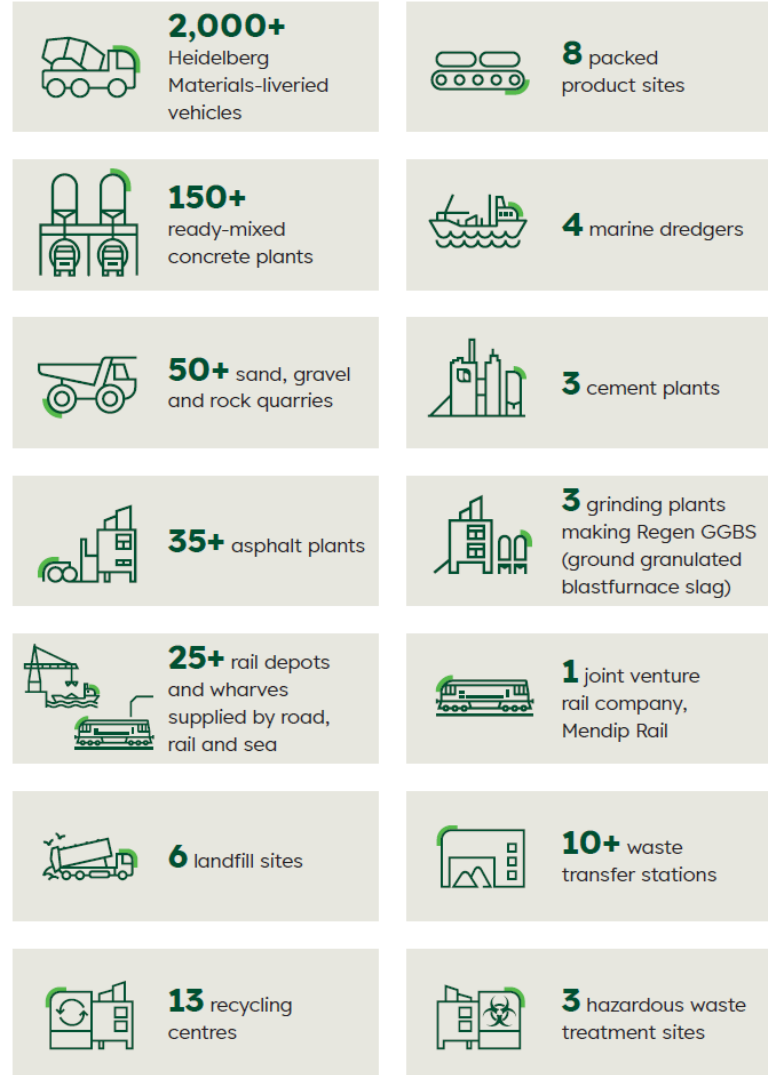 2,000+
Heidelberg
Materials-liveried
vehicles
8 packed
product sites
150+
ready-mixed
concrete plants
4 marine dredgers
50+ sand, gravel
and rock quarries
3 cement plants
35+ asphalt plants
3 grinding plants
making Regen GGBS
(ground granulated
blastfurnace slag)
25+ rail depots
and wharves
supplied by road,
rail and sea
1 joint venture
rail company,
Mendip Rail
6 landfill sites
10+ waste
transfer stations
13 recycling
centres
3 hazardous waste
treatment sites